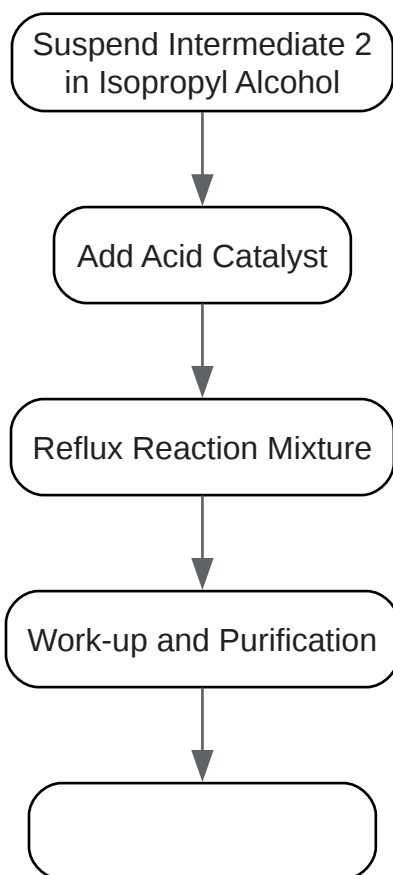 Suspend Intermediate 2
in Isopropyl Alcohol
Add Acid Catalyst
Reflux Reaction Mixture
Work-up and Purification